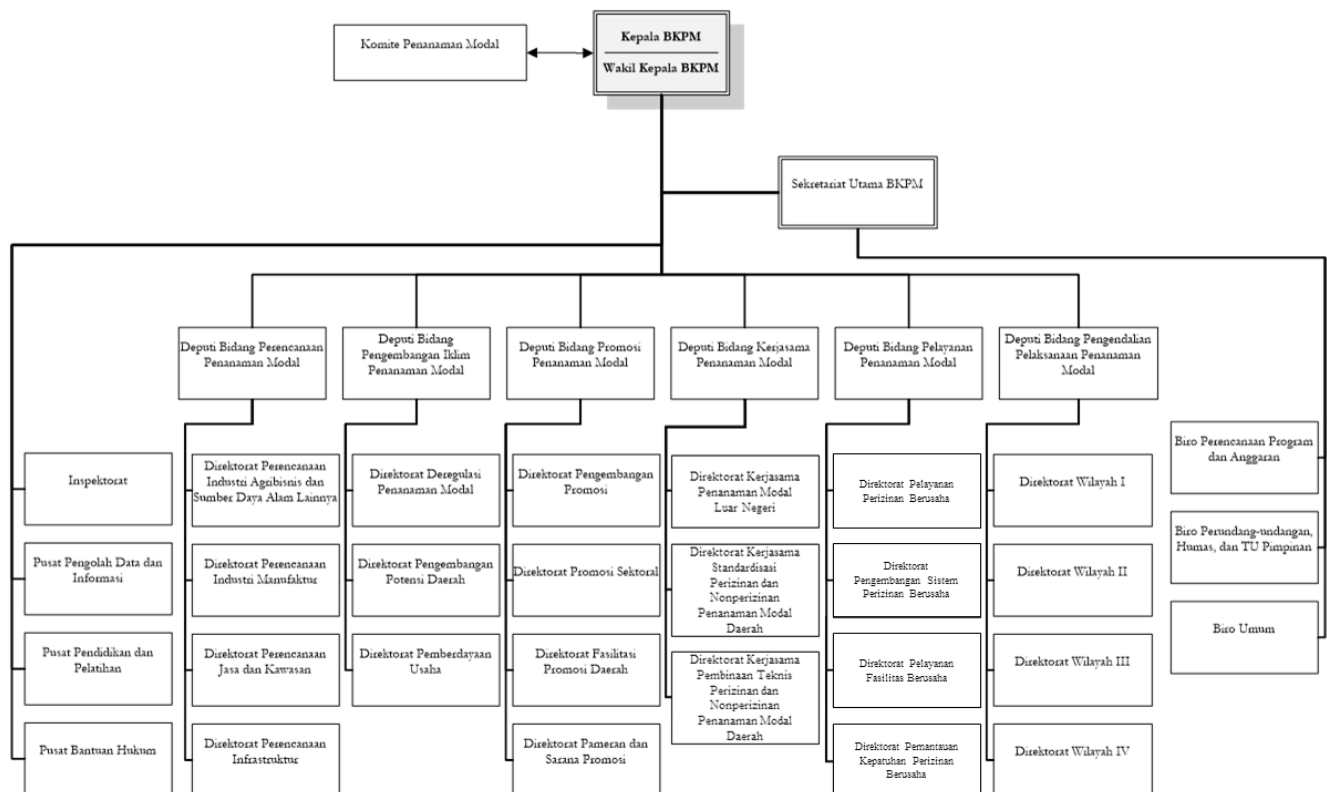 Komite Penanaman Modal
Kepala BKPM
Wakil Kepala BKPM
Sekretariat Utama BKPM
Deputi Bidang Perencanaan
Penanaman Modal
Deputi Bidang
Pengembangan Iklim
Penanaman Modal
Deputi Bidang Promosi
Penanaman Modal
Deputi Bidang Kerjasama
Penanaman Modal
Deputi Bidang Pelayanan
Penanaman Modal
Deputi Bidang Pengendalian
Pelaksanaan Penanaman
Modal
Inspektorat
Pusat Pengolah Data dan
Informasi
Pusat Pendidikan dan
Pelatihan
Pusat Bantuan Hukum
Direktorat Perencanaan
Industri Agribisnis dan
Sumber Daya Alam Lainnya
Direktorat Perencanaan
Industri Manufaktur
Direktorat Perencanaan
Jasa dan Kawasan
Direktorat Perencanaan
Infrastruktur
Direktorat Deregulasi
Penanaman Modal
Direktorat Pengembangan
Potensi Daerah
Direktorat Pemberdayaan
Usaha
Direktorat Pengembangan
Promosi
Direktorat Promosi Sektoral
Direktorat Fasilitasi
Promosi Daerah
Direktorat Pameran dan
Sarana Promosi
Direktorat Kerjasama
Penanaman Modal
Luar Negeri
Direktorat Kerjasama
Standardisasi
Perizinan dan
Nonperizinan
Penanaman Modal
Daerah
Direktorat Kerjasama
Pembinaan Teknis
Perizinan dan
Nonperizinan
Penanaman Modal
Daerah
Direktorat Pelayanan
Perizinan Berusaha
Direktorat
Pengembangan Sistem
Perizinan Berusaha
Direktorat Pelayanan
Fasilitas Berusaha
Direktorat Pemantauan
Kepatuhan Perizinan
Berusaha
Direktorat Wilayah I
Direktorat Wilayah II
Direktorat Wilayah III
Direktorat Wilayah IV
Biro Perencanaan Program
dan Anggaran
Biro Perundang-undangan,
Humas, dan TU Pimpinan
Biro Umum